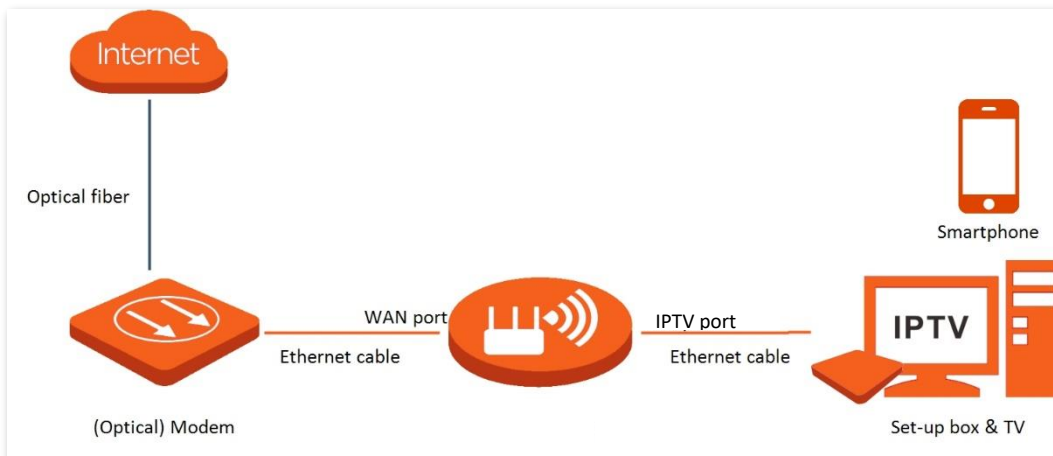 Internet
Optical fiber
Smartphone
WAN port
IPTV port
IPTV
Ethernet cable
Ethernet cable
(Optical) Modem
Set-up box & TV